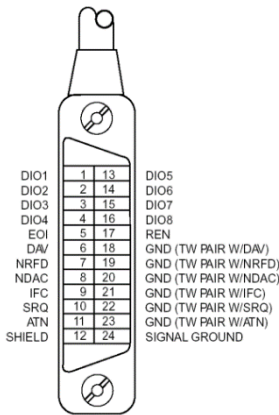 DIO1 1 13 DIO5
DIO2 2 14 DIO6
DIO3 3 15 DIO7
DIO4 4 16 DIO8
EOI 5 17 REN
DAV 6 18 GND (TW PAIR W/DAV)
NRFD 7 19 GND (TW PAIR W/NRFD)
NDAC 8 20 GND (TW PAIR W/NDAC)
IFC 9 21 GND (TW PAIR W/IFC)
SRQ 10 22 GND (TW PAIR W/SRQ)
ATN 11 23 GND (TW PAIR W/ATN)
SHIELD 12 24 SIGNAL GROUND